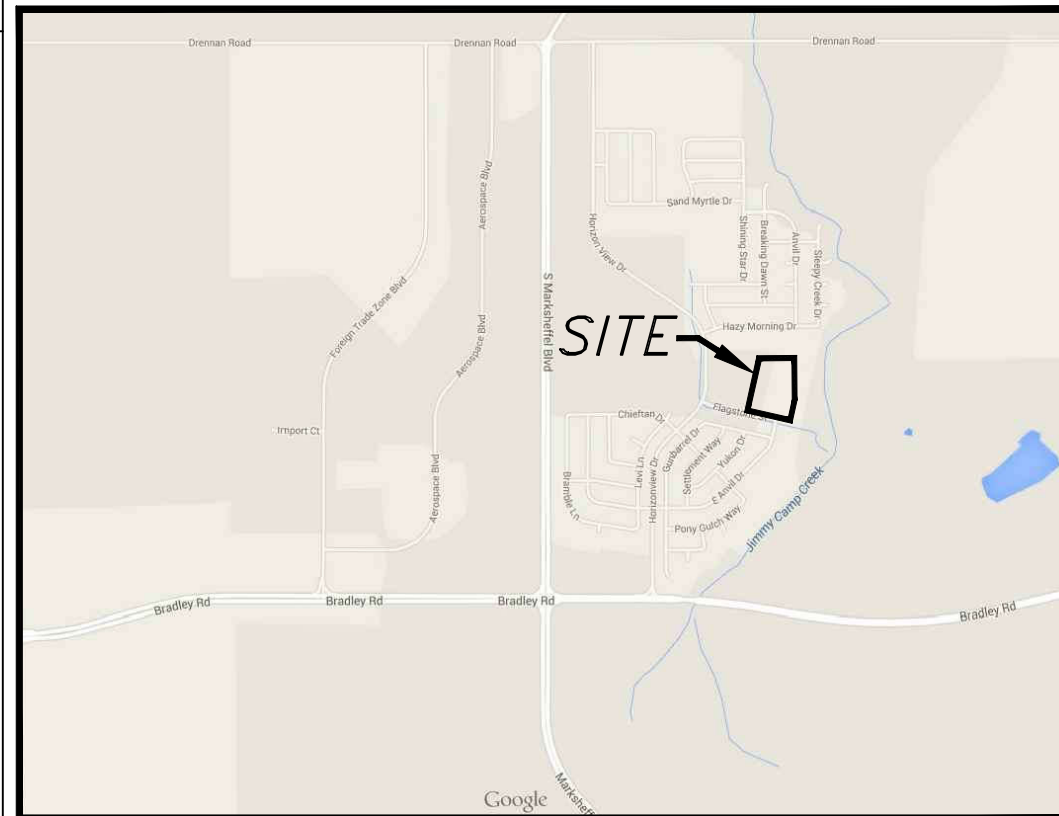 Drennan Road
Drennan Road
Drennan Road
Aerospace Blvd
Sand Myrtle Dr
Shining Star Dr
Breaking Dawn St
Anvil Dr
Sleepy Creek Dr
Horizon View Dr
Foreign Trade Zone Blvd
S Marksheffel Blvd
Hazy Morning Dr
SITE
Aerospace Blvd
Chieftan Dr
Import Ct
Gunbarrel Dr
Settlement Way
Yukon Dr
Levi Ln
Horizonview Dr
Bramble Ln
E Anvil Dr
Aerospace Blvd
Pony Gulch Way
Jimmy Camp Creek
Bradley Rd
Bradley Rd
Bradley Rd
Bradley Rd
Google